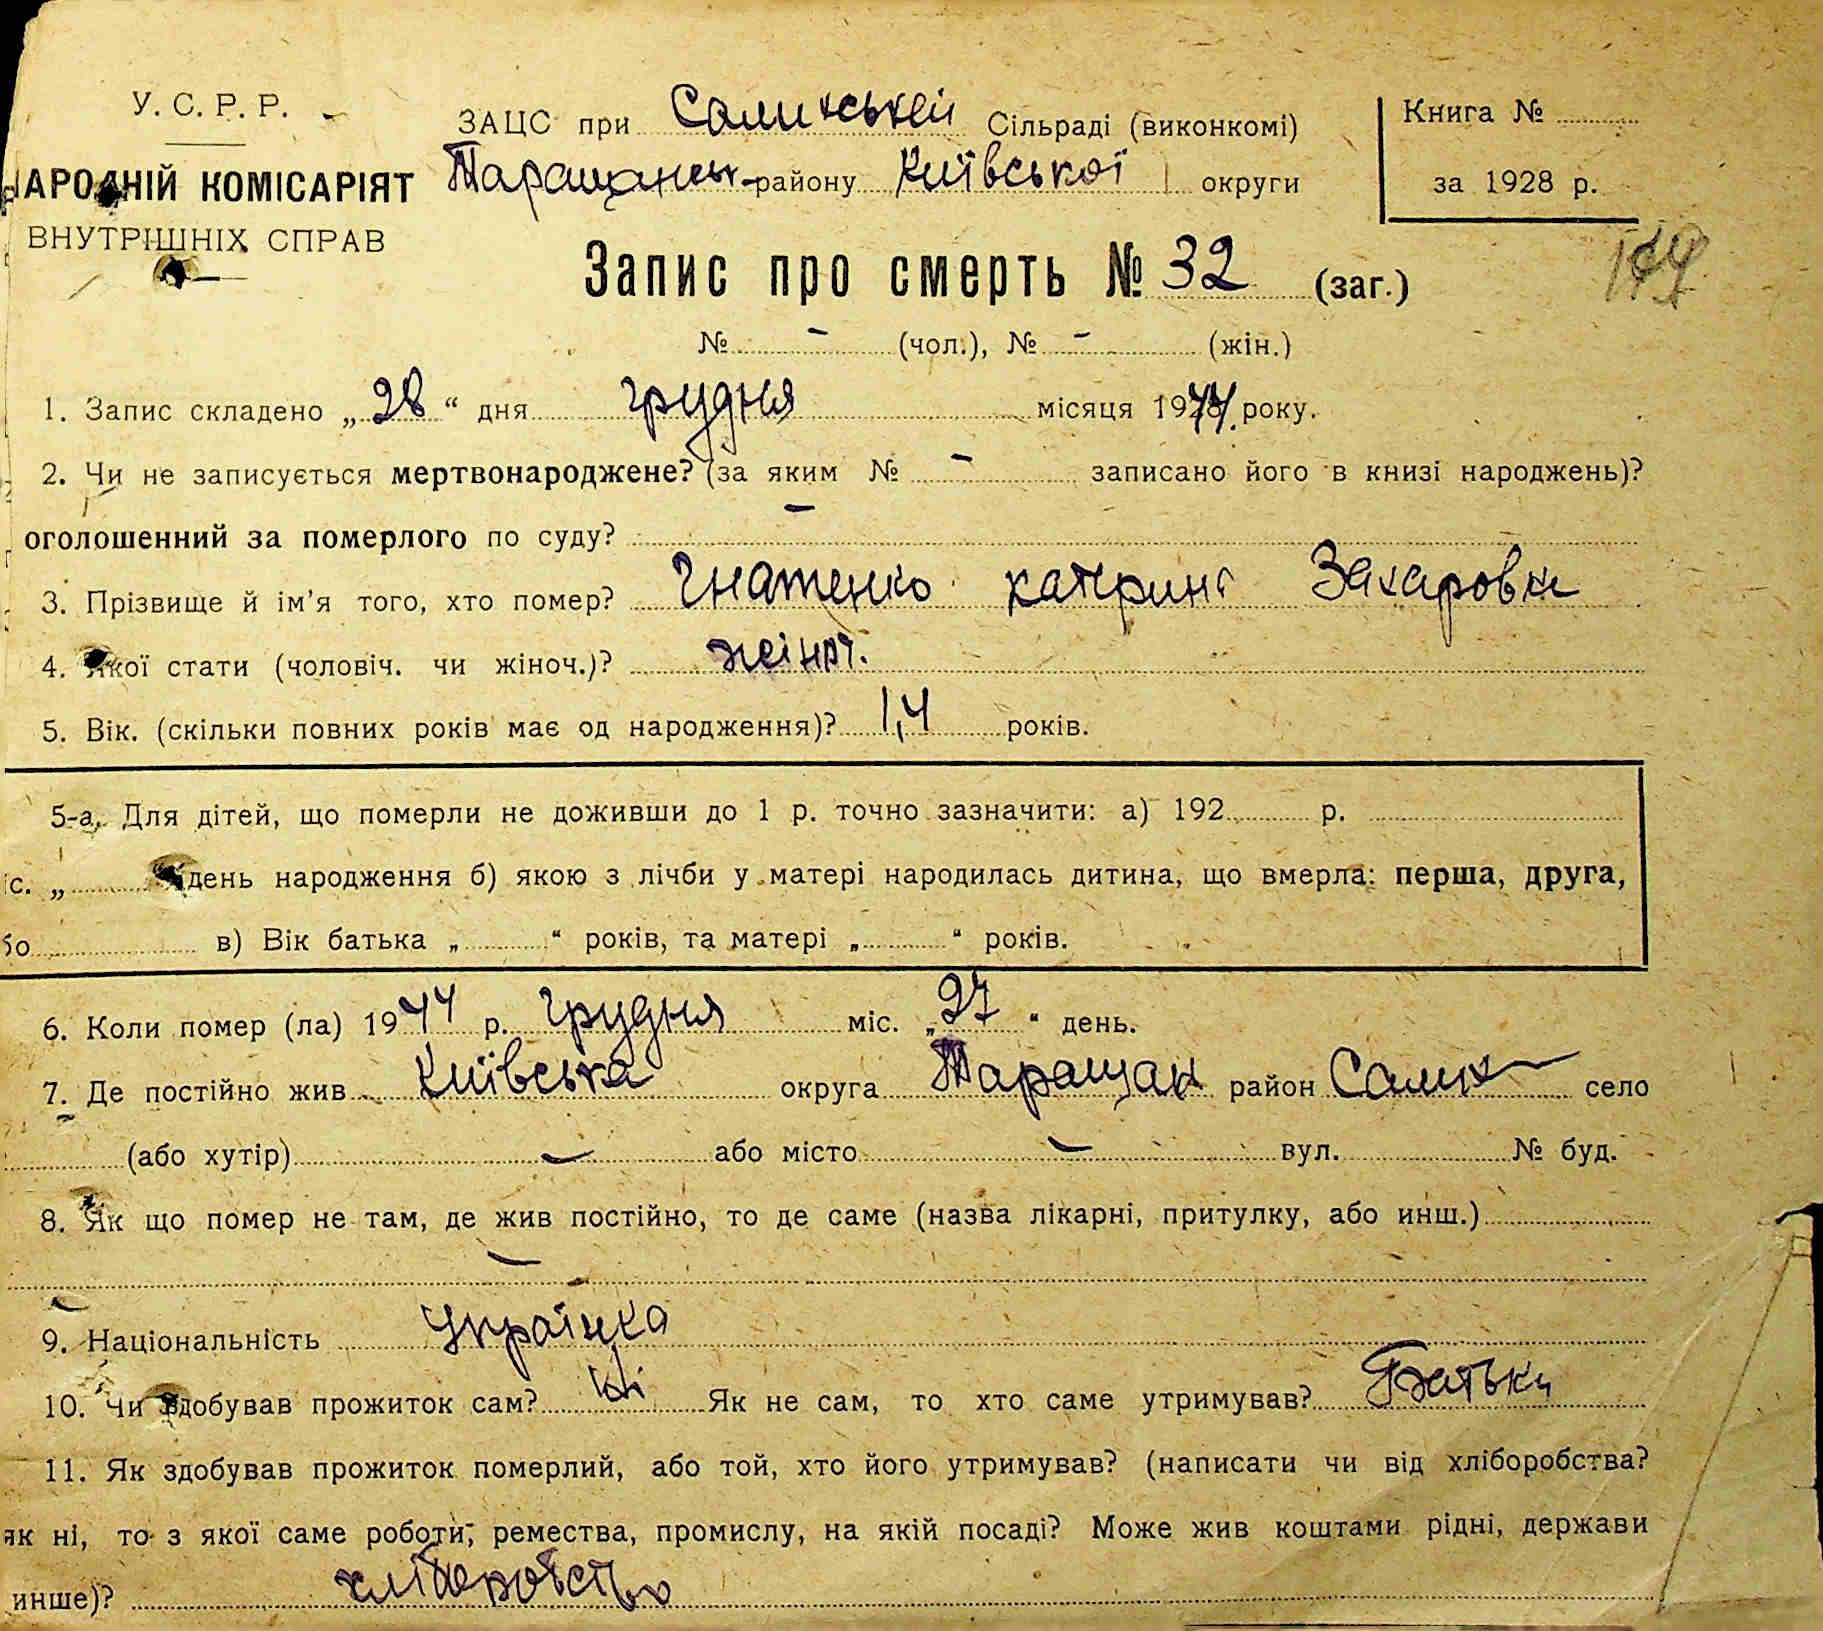 У. С. Р. Р.
НАРОДНІЙ КОМІСАРІЯТ
ВНУТРІШНІХ СПРАВ
ЗАЦС при Салиській Сільраді (виконкомі)
Таращанськ. району Київської округи
Книга №
за 1928 р.
Запис про смерть № 32 (заг.)
№ - (чол.), № - (жін.)
1. Запис складено „28“ дня грудня місяця 1944 року.
2. Чи не записується мертвонароджене? (за яким № - записано його в книзі народжень)?
оголошенний за померлого по суду? -
3. Прізвище й ім'я того, хто помер? Гнатенко Катерина Захаровна
4. Якої стати (чоловіч. чи жіноч.)? жіноч.
5. Вік. (скільки повних років має од народження)? 1,4 років.
5-а. Для дітей, що померли не доживши до 1 р. точно зазначити: а) 192 р.
іс. „ “ день народження б) якою з лічби у матері народилась дитина, що вмерла: перша, друга,
бо в) Вік батька „ “ років, та матері „ “ років.
6. Коли помер (ла) 1944 р. грудня міс. „27“ день.
7. Де постійно жив Київська округа Таращан район село
(або хутір) - або місто - вул. № буд.
8. Як що помер не там, де жив постійно, то де саме (назва лікарні, притулку, або инш.)
-
9. Національність Українка
10. Чи здобував прожиток сам? ні Як не сам, то хто саме утримував? Батьки
11. Як здобував прожиток померлий, або той, хто його утримував? (написати чи від хліборобства?
як ні, то з якої саме роботи, ремества, промислу, на якій посаді? Може жив коштами рідні, держави
инше)? хліборобство